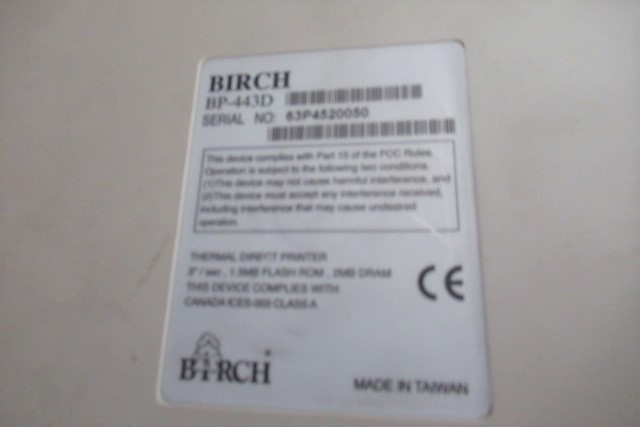 BIRCH
BP-443D
SERIAL NO: 63P4520050
This device complies with Part 15 of the FCC Rules.
Operation is subject to the following two conditions.
(1)This device may not cause harmful interference, and
(2)This device must accept any interference received,
including interference that may cause undesired
operation.
THERMAL DIRECT PRINTER
3"/ sec , 1.5MB FLASH ROM , 2MB DRAM
THIS DEVICE COMPLIES WITH
CANADA ICES-003 CLASS A
CE
BIRCH
MADE IN TAIWAN